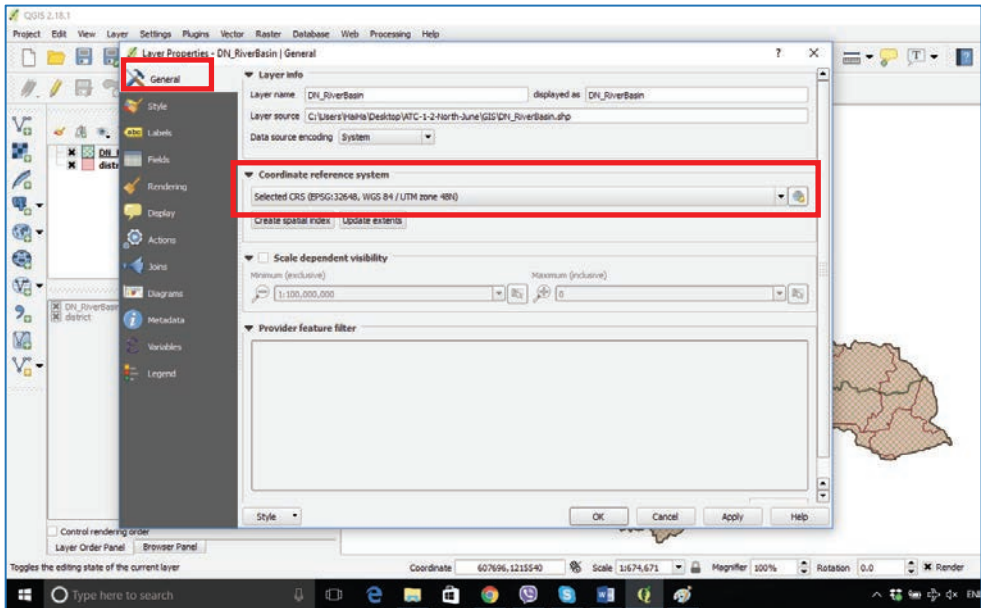 QGIS 2.18.1
Project Edit View Layer Settings Plugins Vector Raster Database Web Processing Help
Layer Properties - DN_RiverBasin | General
?
General
Style
Labels
Fields
Rendering
Display
Actions
Joins
Diagrams
Metadata
Variables
Legend
Layer info
Layer name DN_RiverBasin displayed as DN_RiverBasin
Layer source C:\Users\HaiHa\Desktop\ATC-1-2-North-June\GIS\DN_RiverBasin.shp
Data source encoding System
Coordinate reference system
Selected CRS (EPSG:32648, WGS 84 / UTM zone 48N)
Create spatial index Update extents
Scale dependent visibility
Minimum (exclusive) Maximum (inclusive)
1:100,000,000 0
Provider feature filter
Style OK Cancel Apply Help
abc
DN_
distr
DN_RiverBasin
district
Control rendering order
Layer Order Panel Browser Panel
Toggles the editing state of the current layer Coordinate 607696,1215540 Scale 1:674,671 Magnifier 100% Rotation 0.0 Render
Type here to search